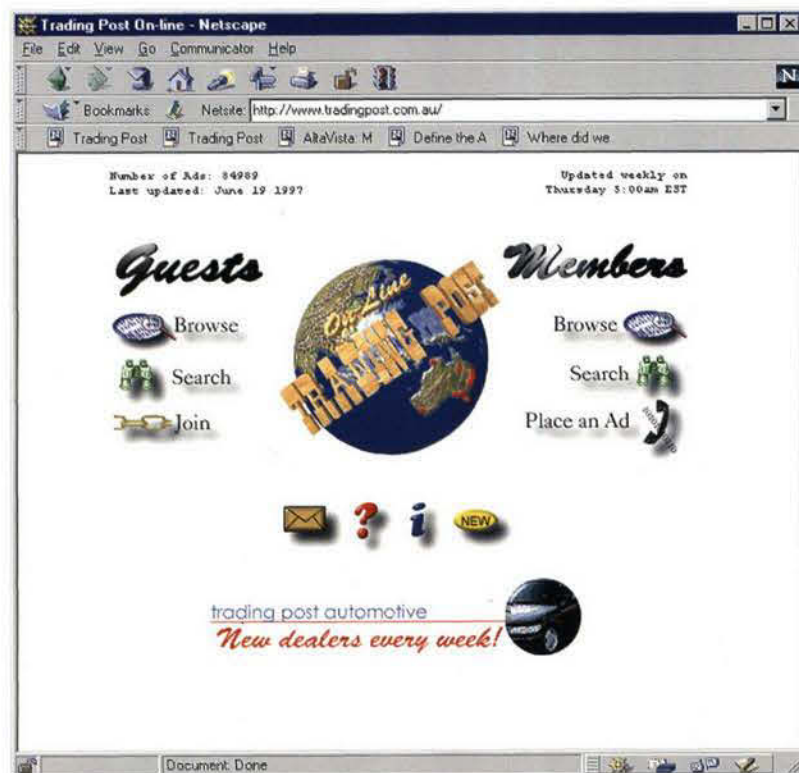 Trading Post On-line - Netscape
File Edit View Go Communicator Help
N
Bookmarks Netsite: http://www.tradingpost.com.au/
Trading Post Trading Post AltaVista: M Define the A Where did we
Number of Ads: 84989
Last updated: June 19 1997
Updated weekly on
Thursday 5:00am EST
Guests
Browse
Search
Join
On Line
TRADING POST
Members
Browse
Search
Place an Ad
? i NEW
trading post automotive
New dealers every week!
Document: Done